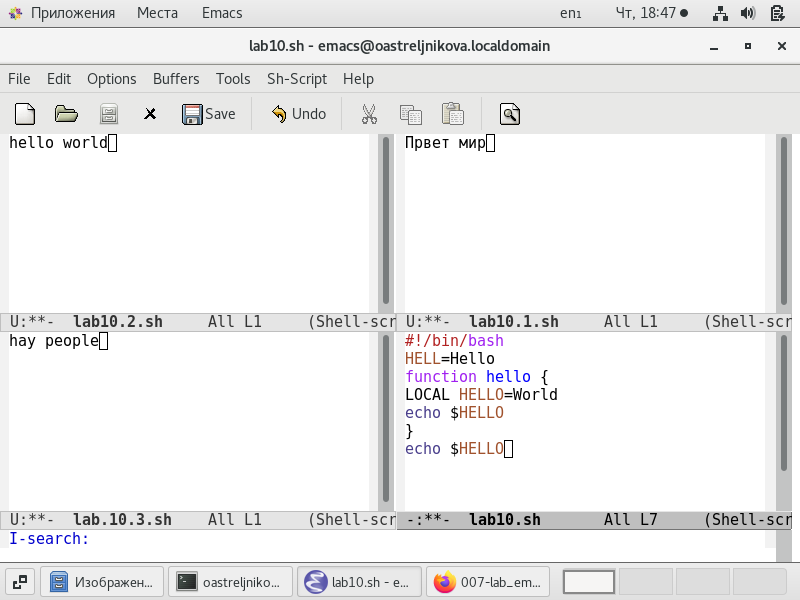 Приложения Места Emacs en₁ Чт, 18:47
lab10.sh - emacs@oastreljnikova.localdomain
File Edit Options Buffers Tools Sh-Script Help
Save Undo
hello world
U:**- lab10.2.sh All L1 (Shell-scr
Првет мир
U:**- lab10.1.sh All L1 (Shell-scr
hay people
U:**- lab.10.3.sh All L1 (Shell-scr
#!/bin/bash
HELL=Hello
function hello {
LOCAL HELLO=World
echo $HELLO
}
echo $HELLO
-:**- lab10.sh All L7 (Shell-scr
I-search:
Изображен... oastreljniko... lab10.sh - e... 007-lab_em...